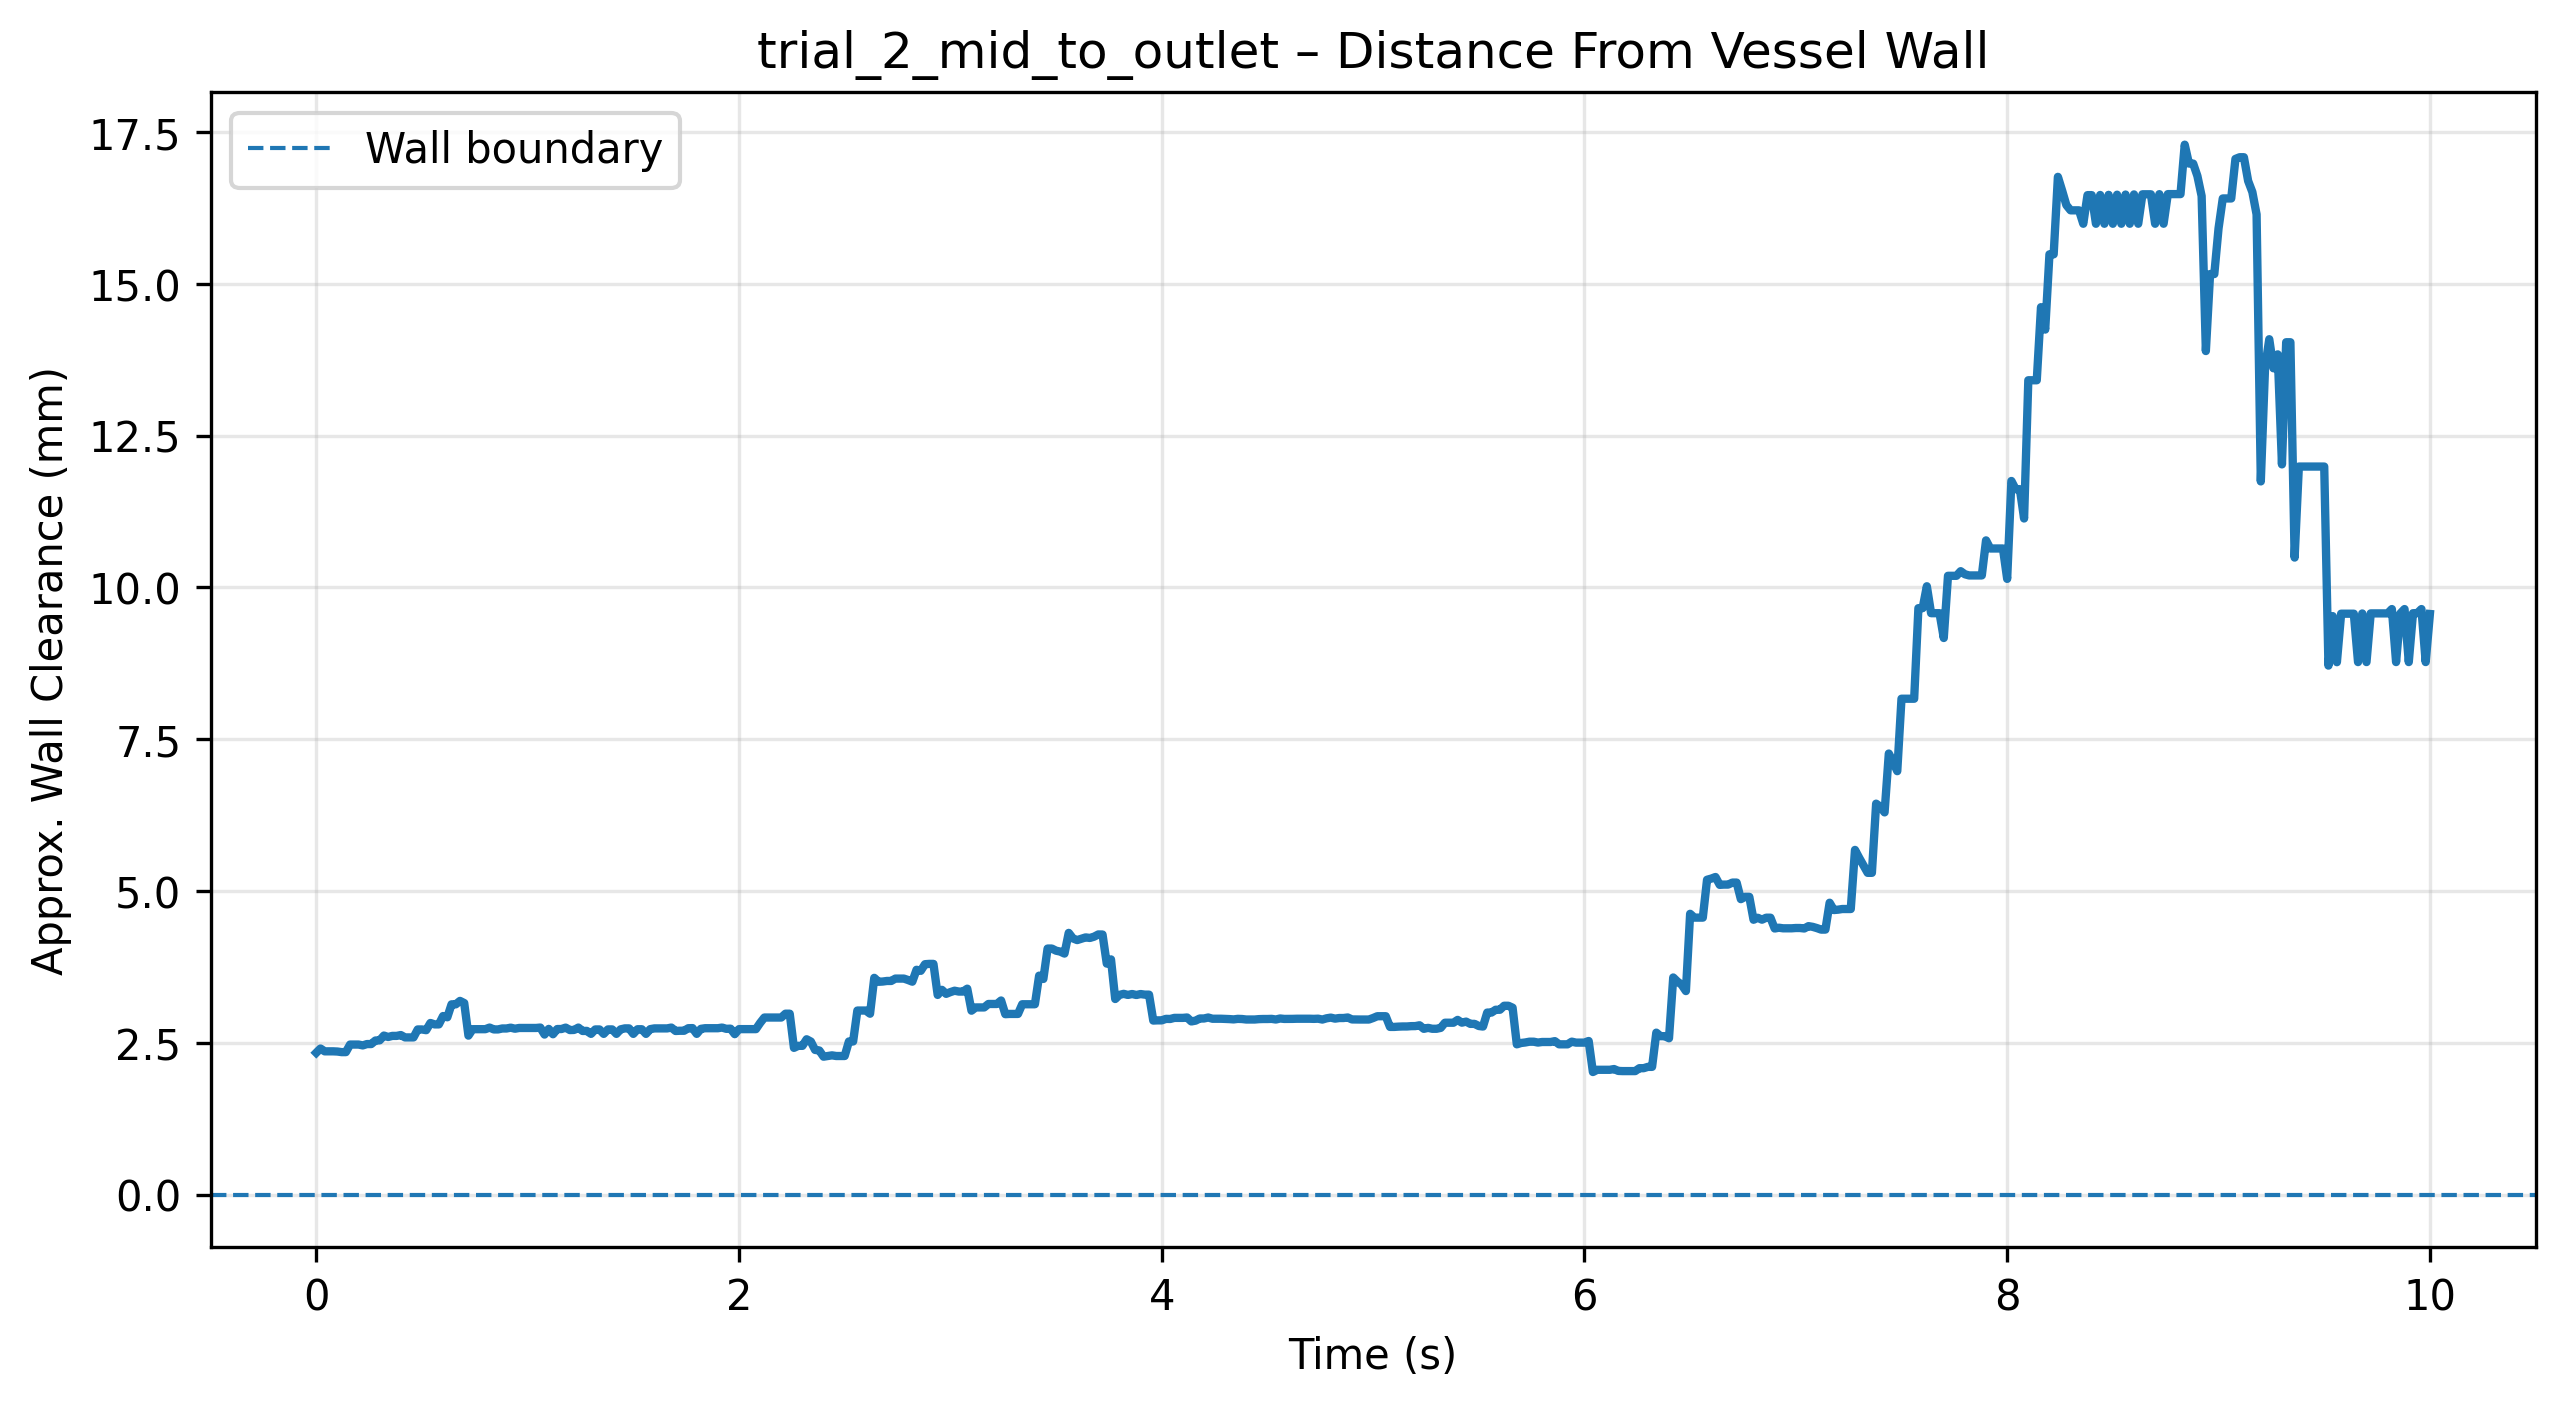 trial_2_mid_to_outlet – Distance From Vessel Wall
Wall boundary
Approx. Wall Clearance (mm)
17.5
15.0
12.5
10.0
7.5
5.0
2.5
0.0
0 2 4 6 8 10
Time (s)